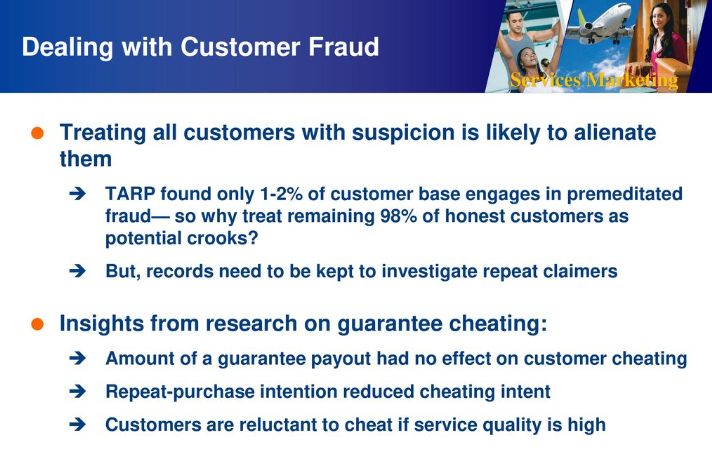 Dealing with Customer Fraud
Services Marketing
Treating all customers with suspicion is likely to alienate
them
TARP found only 1-2% of customer base engages in premeditated
fraud— so why treat remaining 98% of honest customers as
potential crooks?
But, records need to be kept to investigate repeat claimers
Insights from research on guarantee cheating:
Amount of a guarantee payout had no effect on customer cheating
Repeat-purchase intention reduced cheating intent
Customers are reluctant to cheat if service quality is high